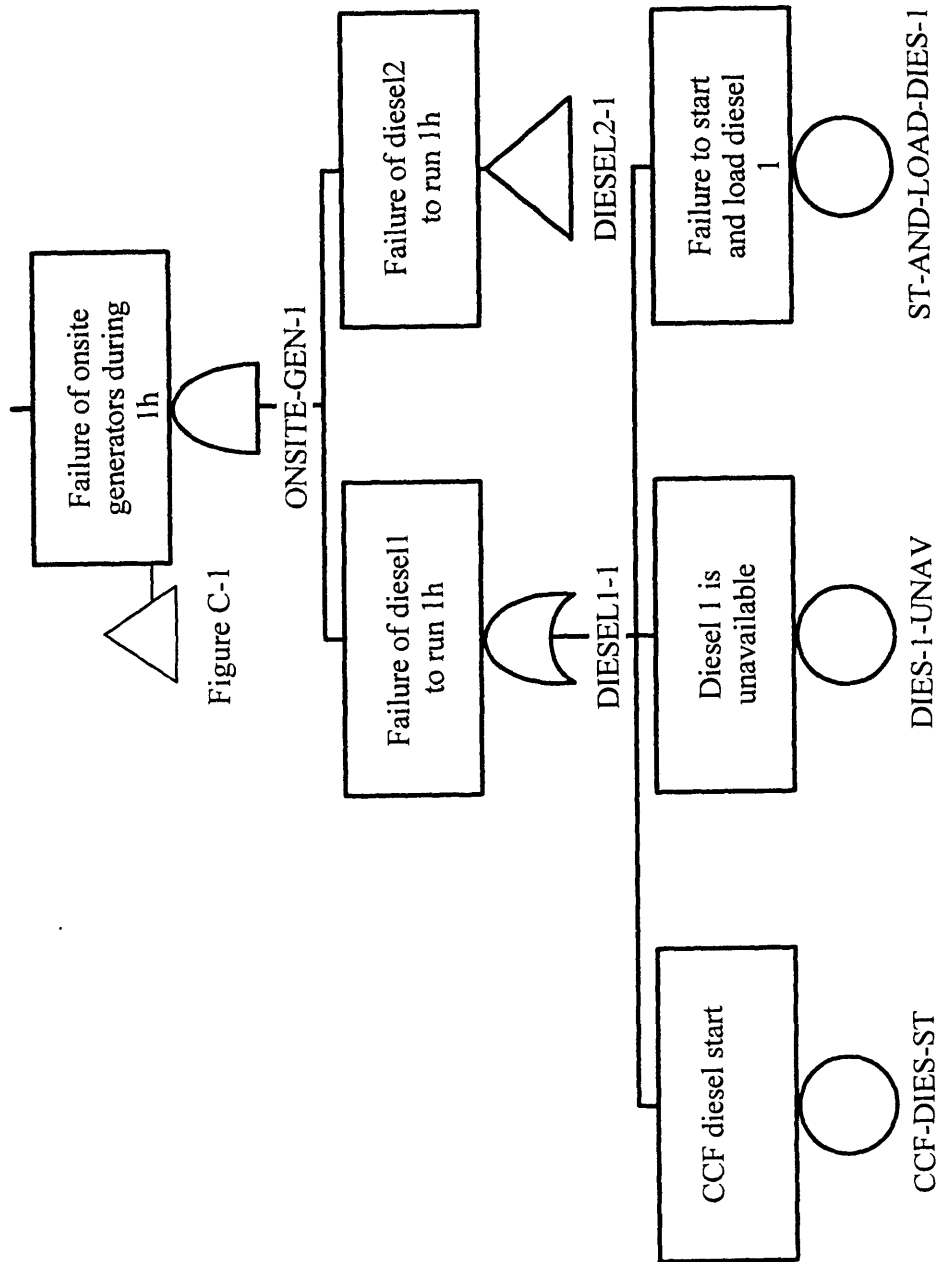 Failure of onsite
generators during
1h
Figure C-1
ONSITE-GEN-1
Failure of diesel1
to run 1h
Failure of diesel2
to run 1h
DIESEL1-1
DIESEL2-1
CCF diesel start
Diesel 1 is
unavailable
Failure to start
and load diesel
1
CCF-DIES-ST
DIES-1-UNAV
ST-AND-LOAD-DIES-1